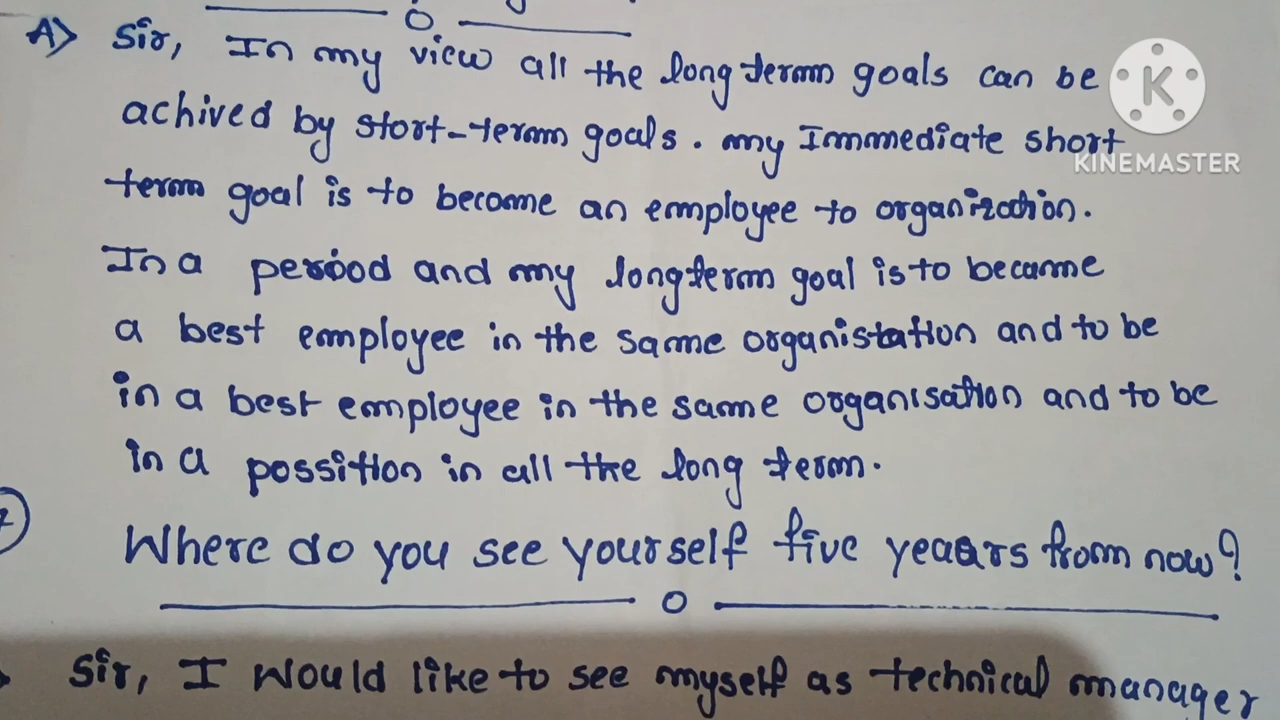 A) Sir, In my view all the long term goals can be
achived by stort-term goals. my Immediate short
term goal is to become an employee to organization.
In a period and my longterm goal is to becamme
a best employee in the same organistation and to be
in a best employee in the same organisation and to be
in a possition in all the long term.
Where do you see yourself five yeaars from now?
Sir, I would like to see myself as technical manager
K
KINEMASTER